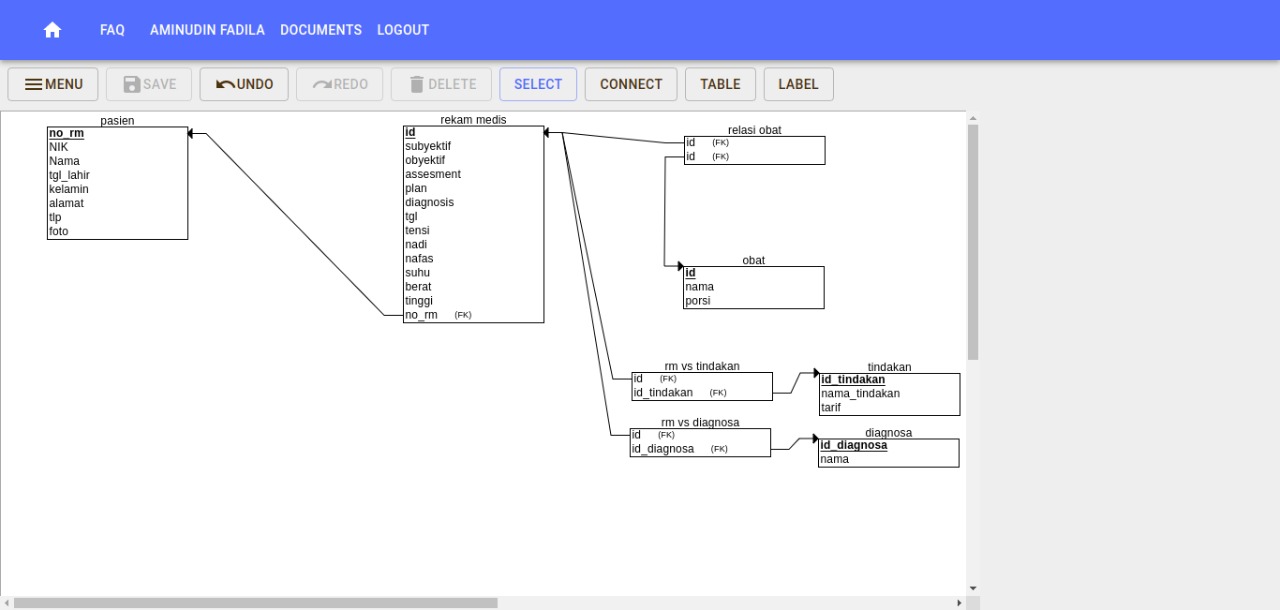 FAQ AMINUDIN FADILA DOCUMENTS LOGOUT
MENU SAVE UNDO REDO DELETE SELECT CONNECT TABLE LABEL
pasien
no_rm
NIK
Nama
tgl_lahir
kelamin
alamat
tlp
foto
rekam medis
id
subyektif
obyektif
assesment
plan
diagnosis
tgl
tensi
nadi
nafas
suhu
berat
tinggi
no_rm (FK)
relasi obat
id (FK)
id (FK)
obat
id
nama
porsi
rm vs tindakan
id (FK)
id_tindakan (FK)
tindakan
id_tindakan
nama_tindakan
tarif
rm vs diagnosa
id (FK)
id_diagnosa (FK)
diagnosa
id_diagnosa
nama